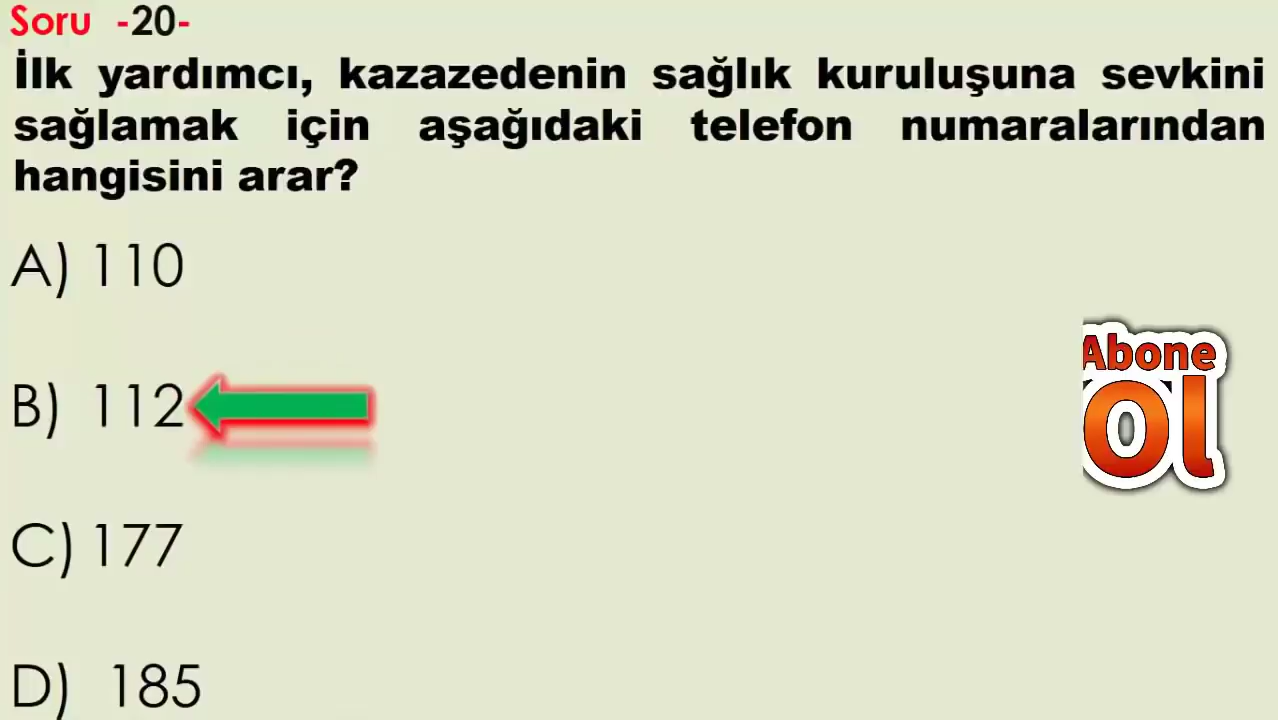 Soru -20-
İlk yardımcı, kazazedenin sağlık kuruluşuna sevkini
sağlamak için aşağıdaki telefon numaralarından
hangisini arar?
A) 110
B) 112
Abone
Ol
C) 177
D) 185